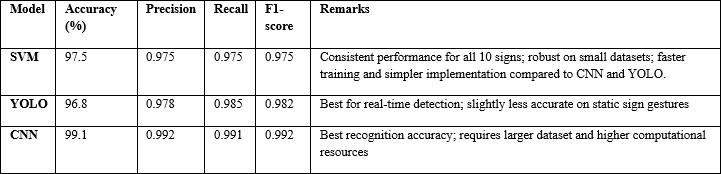 Model Accuracy (%) Precision Recall F1-score Remarks
SVM 97.5 0.975 0.975 0.975 Consistent performance for all 10 signs; robust on small datasets; faster
training and simpler implementation compared to CNN and YOLO.
YOLO 96.8 0.978 0.985 0.982 Best for real-time detection; slightly less accurate on static sign gestures
CNN 99.1 0.992 0.991 0.992 Best recognition accuracy; requires larger dataset and higher computational
resources